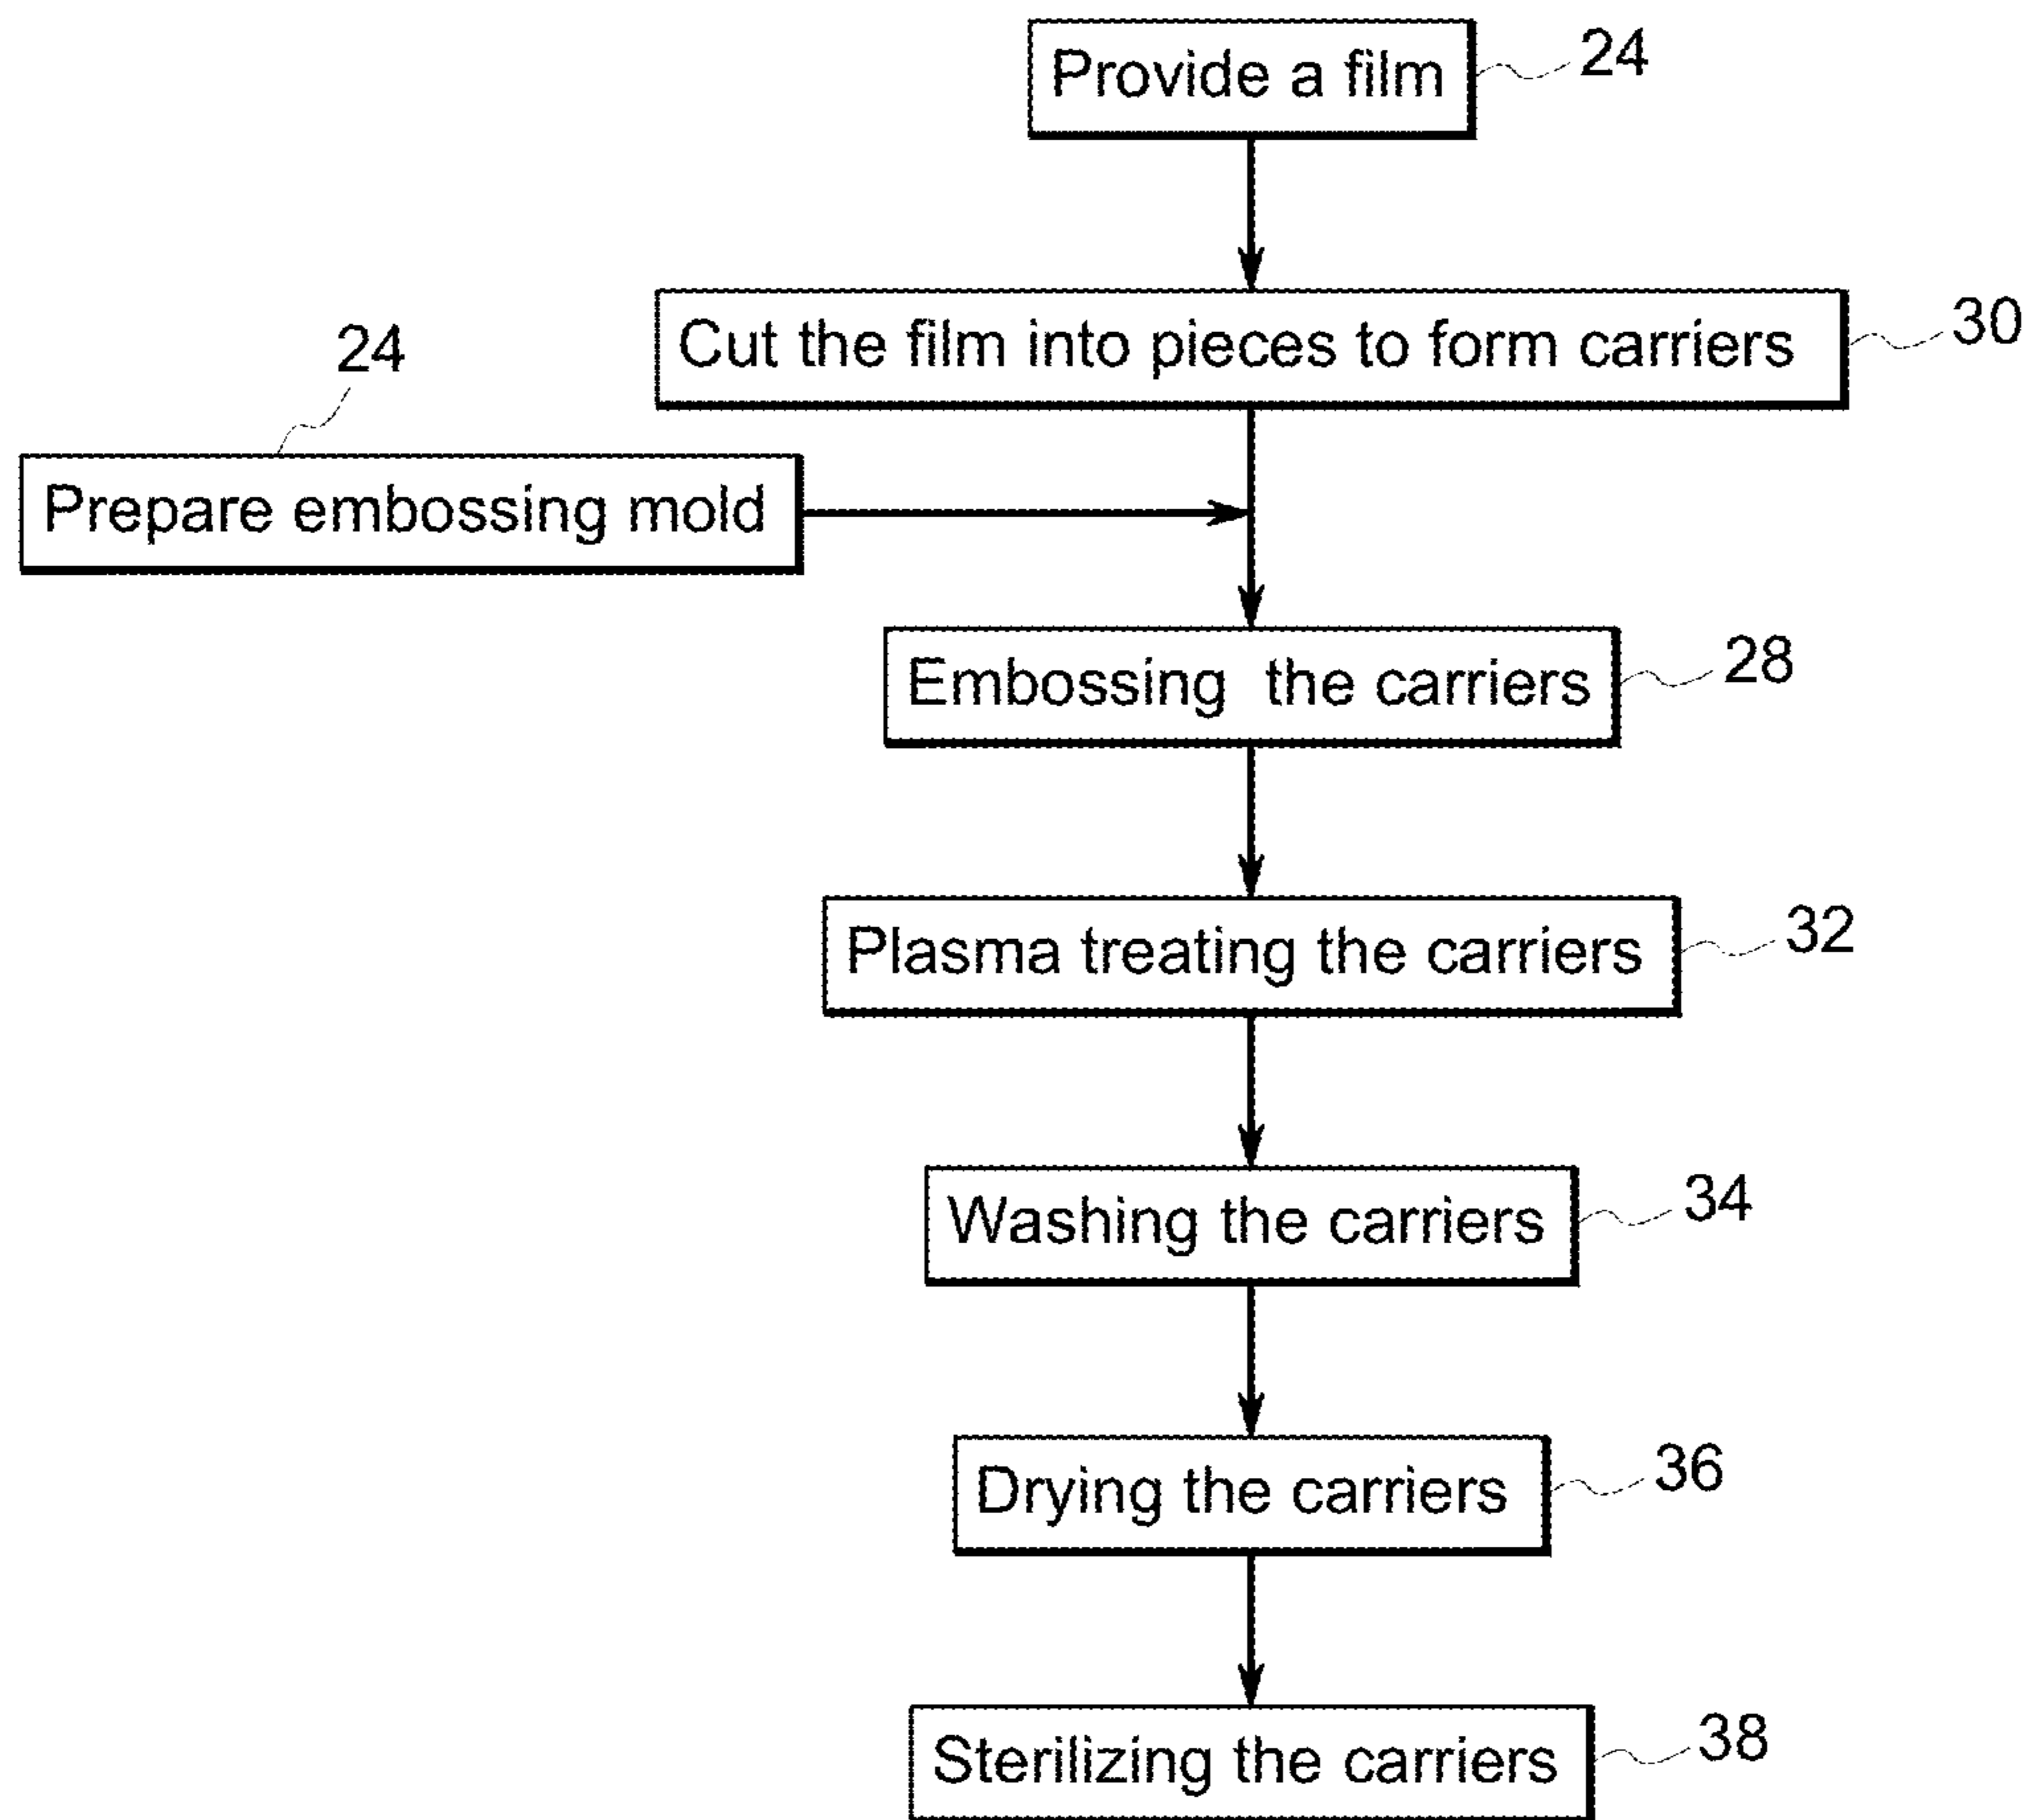 Provide a film
24
Cut the film into pieces to form carriers
30
24
Prepare embossing mold
Embossing the carriers
28
Plasma treating the carriers
32
Washing the carriers
34
Drying the carriers
36
Sterilizing the carriers
38